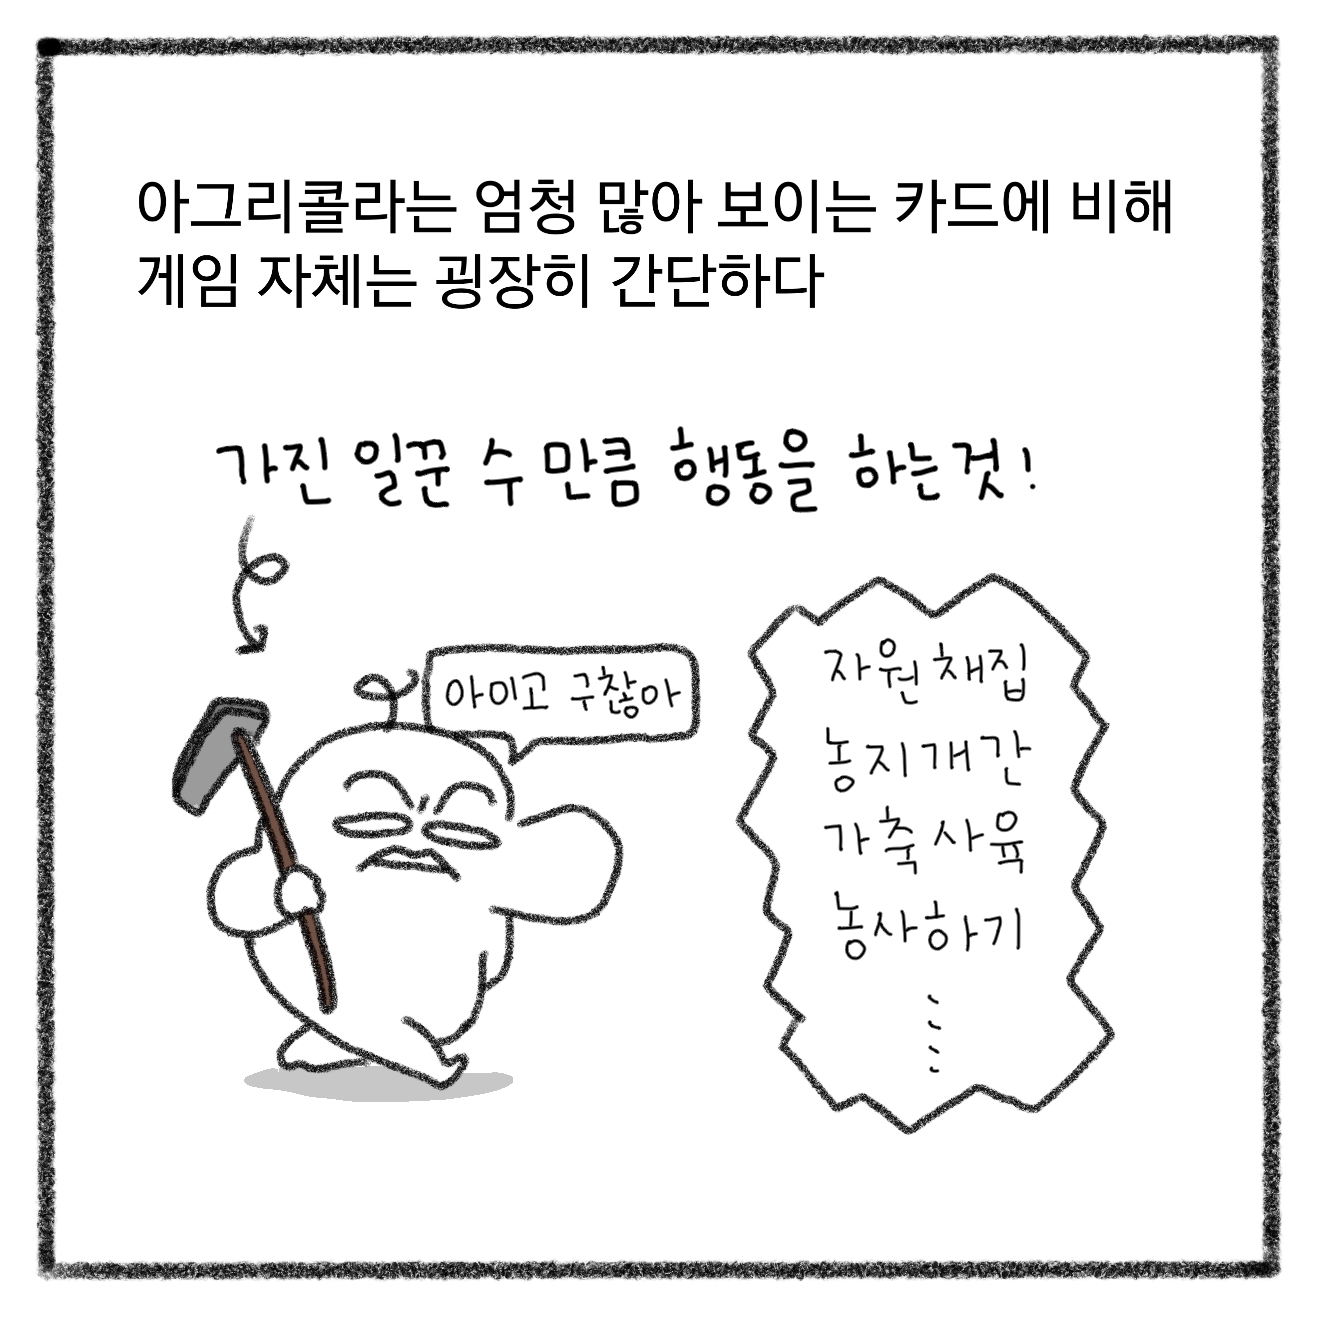 아그리콜라는 엄청 많아 보이는 카드에 비해
게임 자체는 굉장히 간단하다
가진 일꾼 수 만큼 행동을 하는것!
아이고 구찮아
자원채집
농지개간
가축사육
농사하기